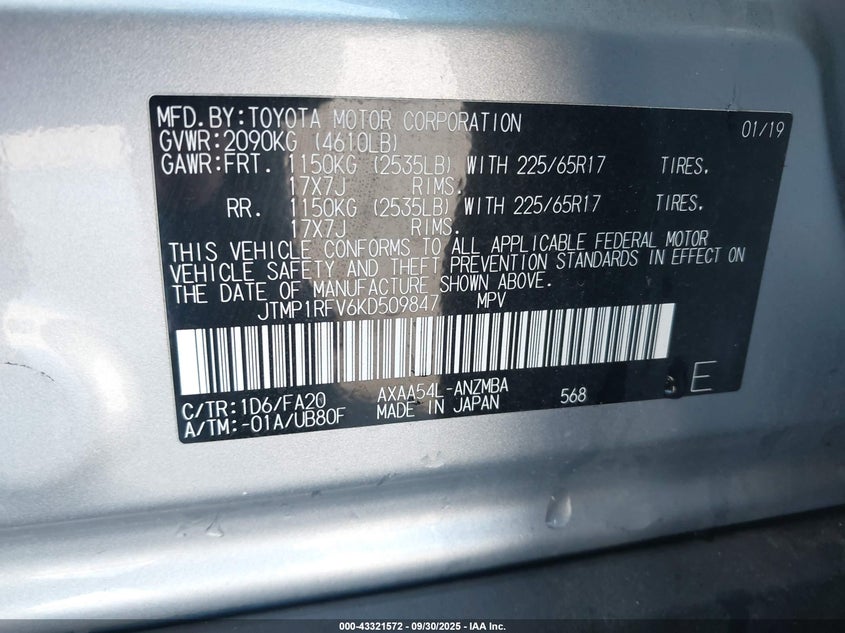 MFD.BY:TOYOTA MOTOR CORPORATION 01/19
GVWR:2090KG (4610LB)
GAWR:FRT. 1150KG (2535LB) WITH 225/65R17 TIRES.
17X7J RIMS.
RR. 1150KG (2535LB) WITH 225/65R17 TIRES.
17X7J RIMS.
THIS VEHICLE CONFORMS TO ALL APPLICABLE FEDERAL MOTOR
VEHICLE SAFETY AND THEFT PREVENTION STANDARDS IN EFFECT ON
THE DATE OF MANUFACTURE SHOWN ABOVE.
JTMP1RFV6KD509847 MPV
C/TR:1D6/FA20 AXAA54L-ANZMBA 568 E
A/TM:-01A/UB80F MADE IN JAPAN
000-43321572 — 09/30/2025 — IAA Inc.